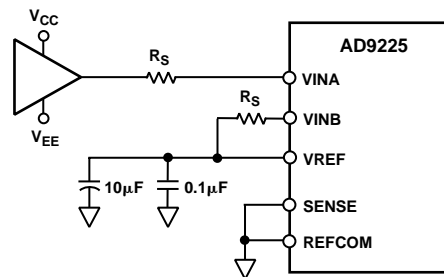 VCC
AD9225
RS
VINA
RS
VINB
VEE
VREF
10µF
0.1µF
SENSE
REFCOM